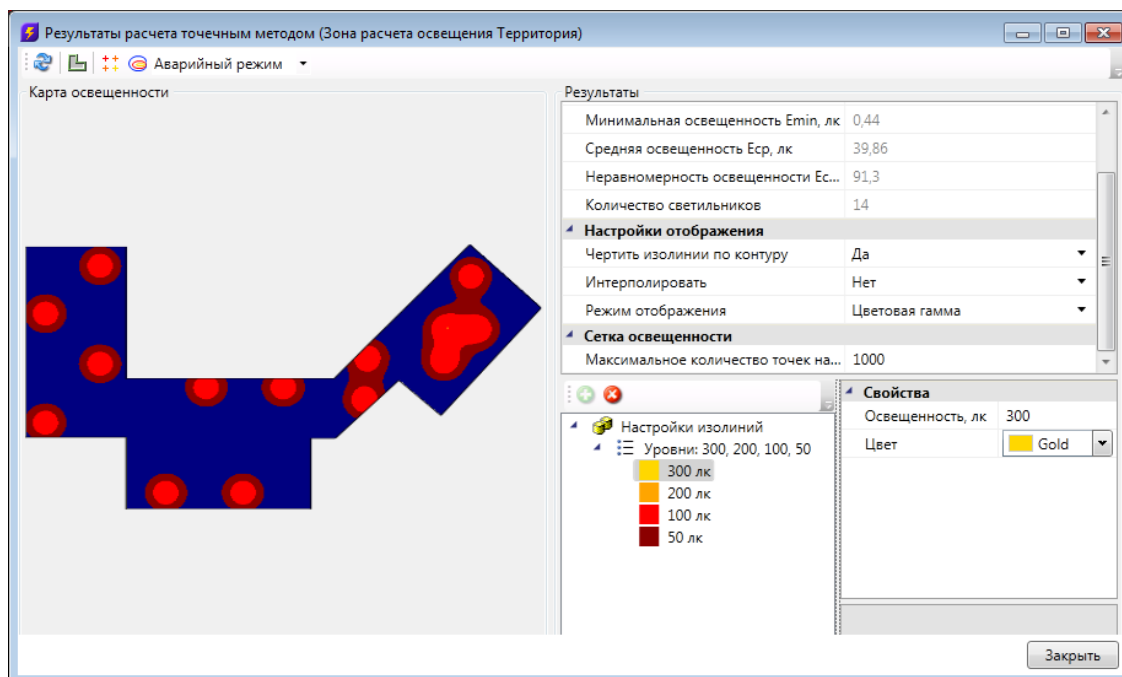 Результаты расчета точечным методом (Зона расчета освещения Территория)
Аварийный режим
Карта освещенности
Результаты
Минимальная освещенность Emin, лк 0,44
Средняя освещенность Еср, лк 39,86
Неравномерность освещенности Ес... 91,3
Количество светильников 14
Настройки отображения
Чертить изолинии по контуру Да
Интерполировать Нет
Режим отображения Цветовая гамма
Сетка освещенности
Максимальное количество точек на... 1000
Настройки изолиний
Уровни: 300, 200, 100, 50
300 лк
200 лк
100 лк
50 лк
Свойства
Освещенность, лк 300
Цвет Gold
Закрыть